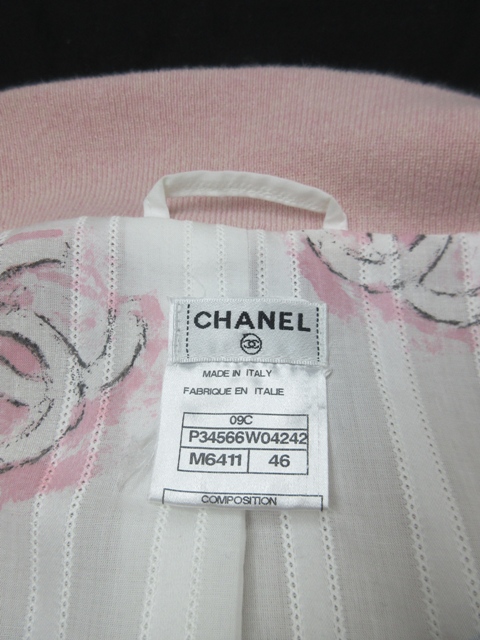 CHANEL
MADE IN ITALY
FABRIQUE EN ITALIE
09C
P34566W04242
M6411 46
COMPOSITION